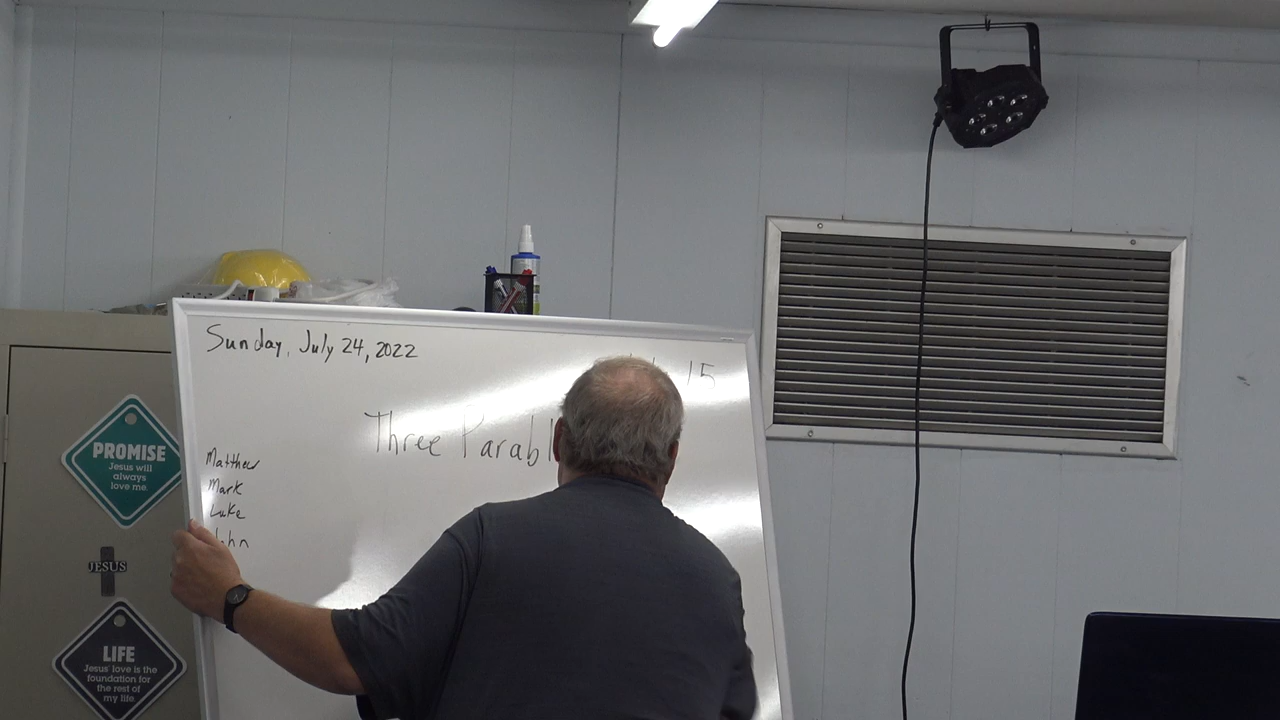 Sunday, July 24, 2022
15
Three Parabl
Matthew
Mark
Luke
John
PROMISE
Jesus will
always
love me.
JESUS
LIFE
Jesus' love is the
foundation for
the rest of
my life.